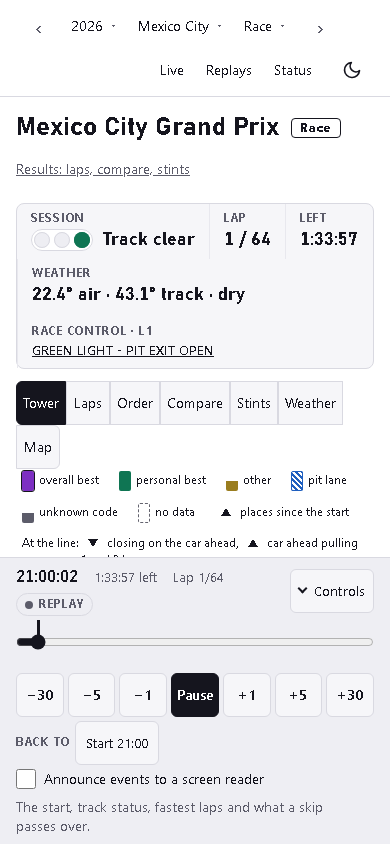 ‹ 2026 Mexico City Race ›
Live Replays Status
Mexico City Grand Prix Race
Results: laps, compare, stints
SESSION LAP LEFT
Track clear 1 / 64 1:33:57
WEATHER
22.4° air · 43.1° track · dry
RACE CONTROL · L1
GREEN LIGHT - PIT EXIT OPEN
Tower Laps Order Compare Stints Weather
Map
overall best personal best other pit lane
unknown code no data ▲ places since the start
At the line: ▼ closing on the car ahead, ▲ car ahead pulling
21:00:02 1:33:57 left Lap 1/64
REPLAY
Controls
−30 −5 −1 Pause +1 +5 +30
BACK TO Start 21:00
Announce events to a screen reader
The start, track status, fastest laps and what a skip
passes over.